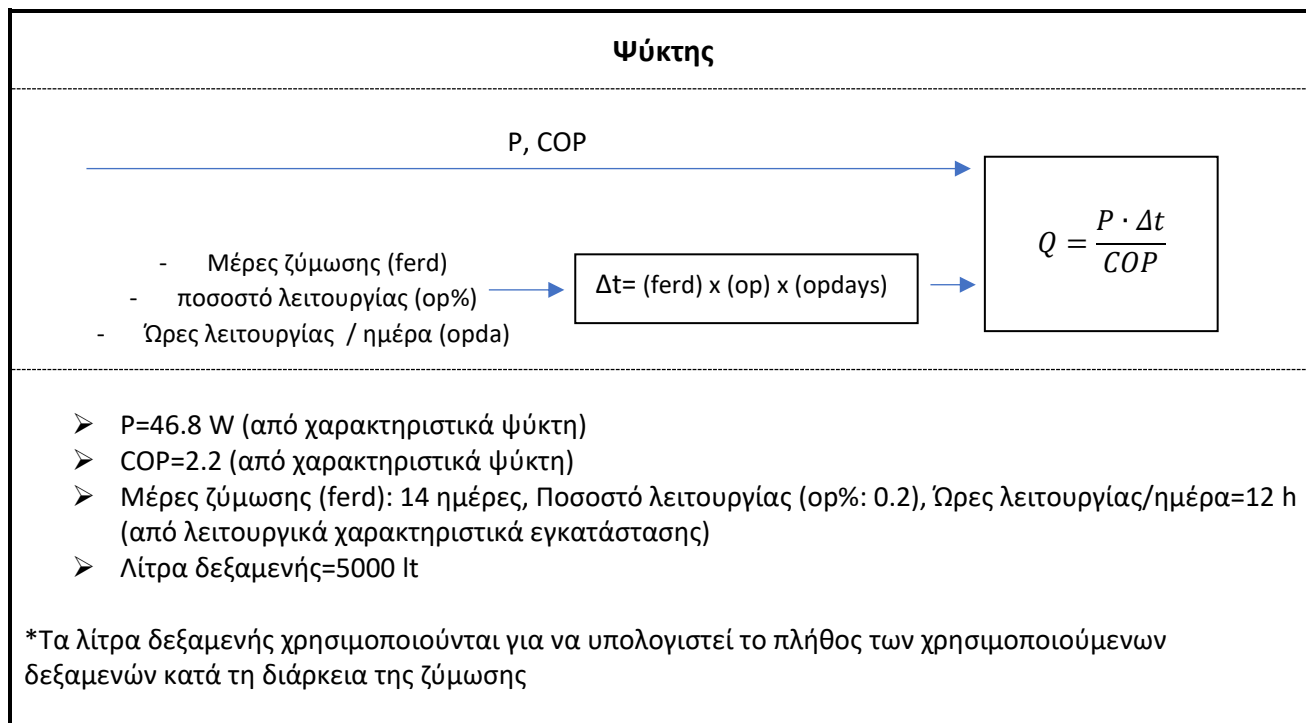 Ψύκτης
P, COP
- Μέρες ζύμωσης (ferd)
- ποσοστό λειτουργίας (op%)
- Ώρες λειτουργίας / ημέρα (opda)
Δt= (ferd) x (op) x (opdays)
Q = P · Δt / COP
➤ P=46.8 W (από χαρακτηριστικά ψύκτη)
➤ COP=2.2 (από χαρακτηριστικά ψύκτη)
➤ Μέρες ζύμωσης (ferd): 14 ημέρες, Ποσοστό λειτουργίας (op%: 0.2), Ώρες λειτουργίας/ημέρα=12 h
(από λειτουργικά χαρακτηριστικά εγκατάστασης)
➤ Λίτρα δεξαμενής=5000 lt
*Τα λίτρα δεξαμενής χρησιμοποιούνται για να υπολογιστεί το πλήθος των χρησιμοποιούμενων
δεξαμενών κατά τη διάρκεια της ζύμωσης